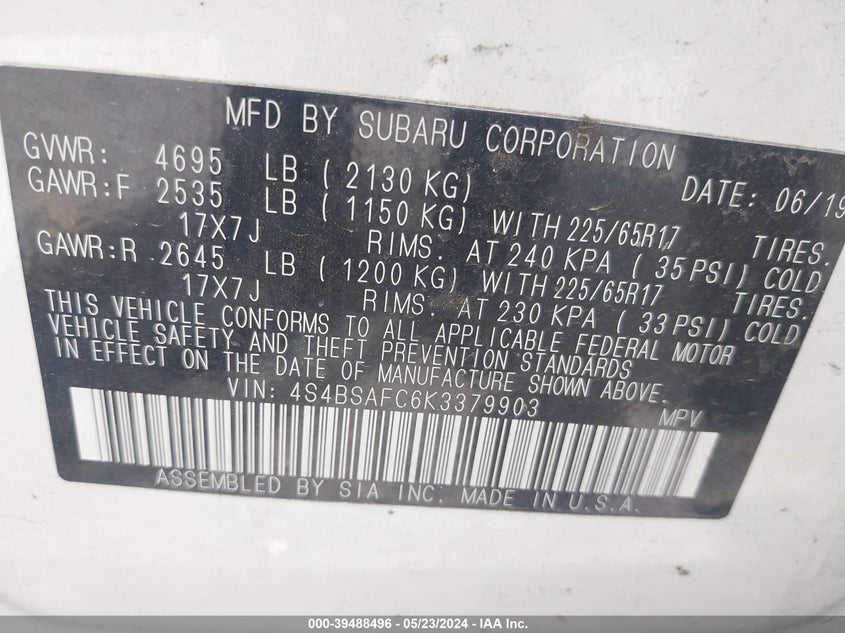 MFD BY SUBARU CORPORATION
GVWR: 4695 LB ( 2130 KG) DATE: 06/19
GAWR:F 2535 LB ( 1150 KG) WITH 225/65R17 TIRES.
17X7J RIMS. AT 240 KPA ( 35 PSI) COLD
GAWR:R 2645 LB ( 1200 KG) WITH 225/65R17 TIRES.
17X7J RIMS. AT 230 KPA ( 33 PSI) COLD.
THIS VEHICLE CONFORMS TO ALL APPLICABLE FEDERAL MOTOR
VEHICLE SAFETY AND THEFT PREVENTION STANDARDS
IN EFFECT ON THE DATE OF MANUFACTURE SHOWN ABOVE.
VIN: 4S4BSAFC6K3379903 MPV
ASSEMBLED BY SIA INC. MADE IN U.S.A.
000-39488496 - 05/23/2024 - IAA Inc.